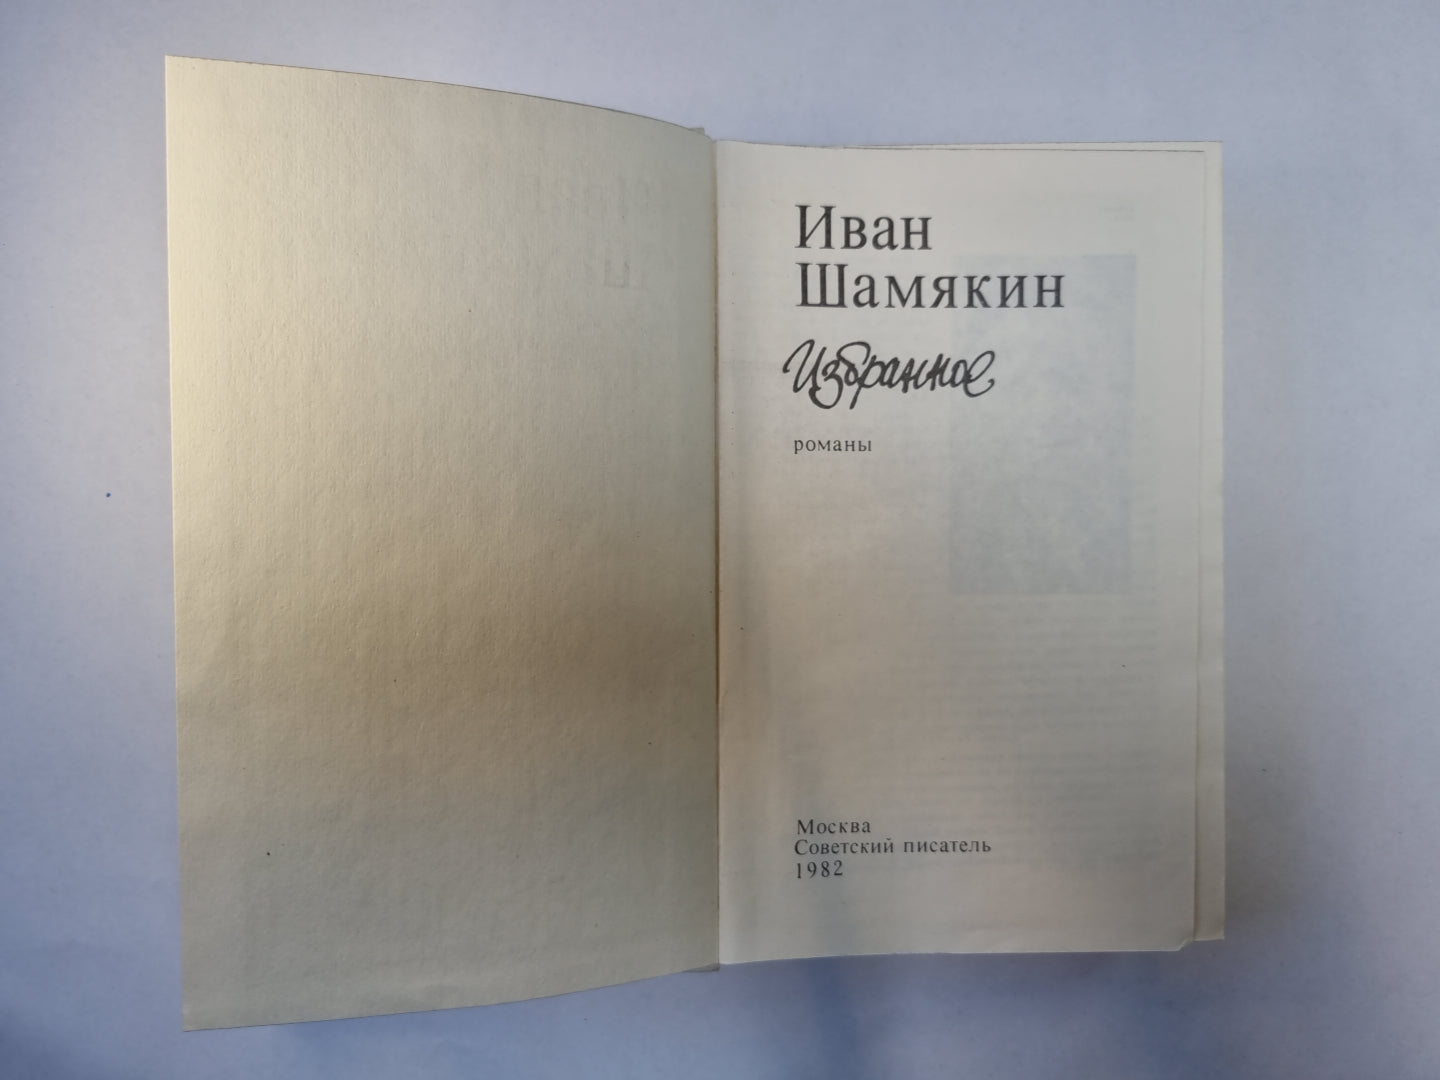 Иван
Шамякин
Избранное
романы
Москва
Советский писатель
1982